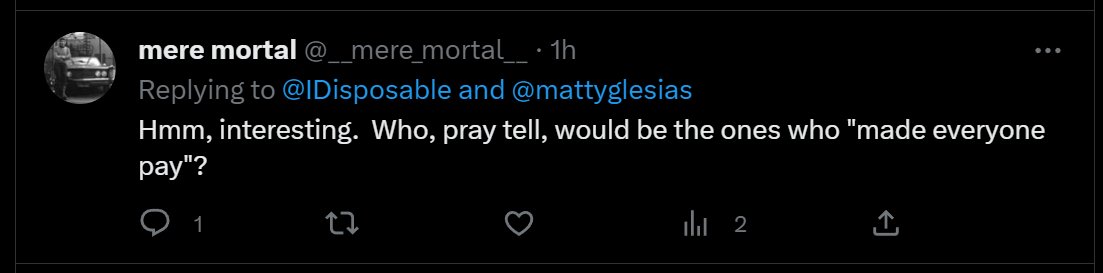 mere mortal @__mere_mortal__ · 1h
Replying to @IDisposable and @mattyglesias
Hmm, interesting.  Who, pray tell, would be the ones who "made everyone
pay"?
1 2